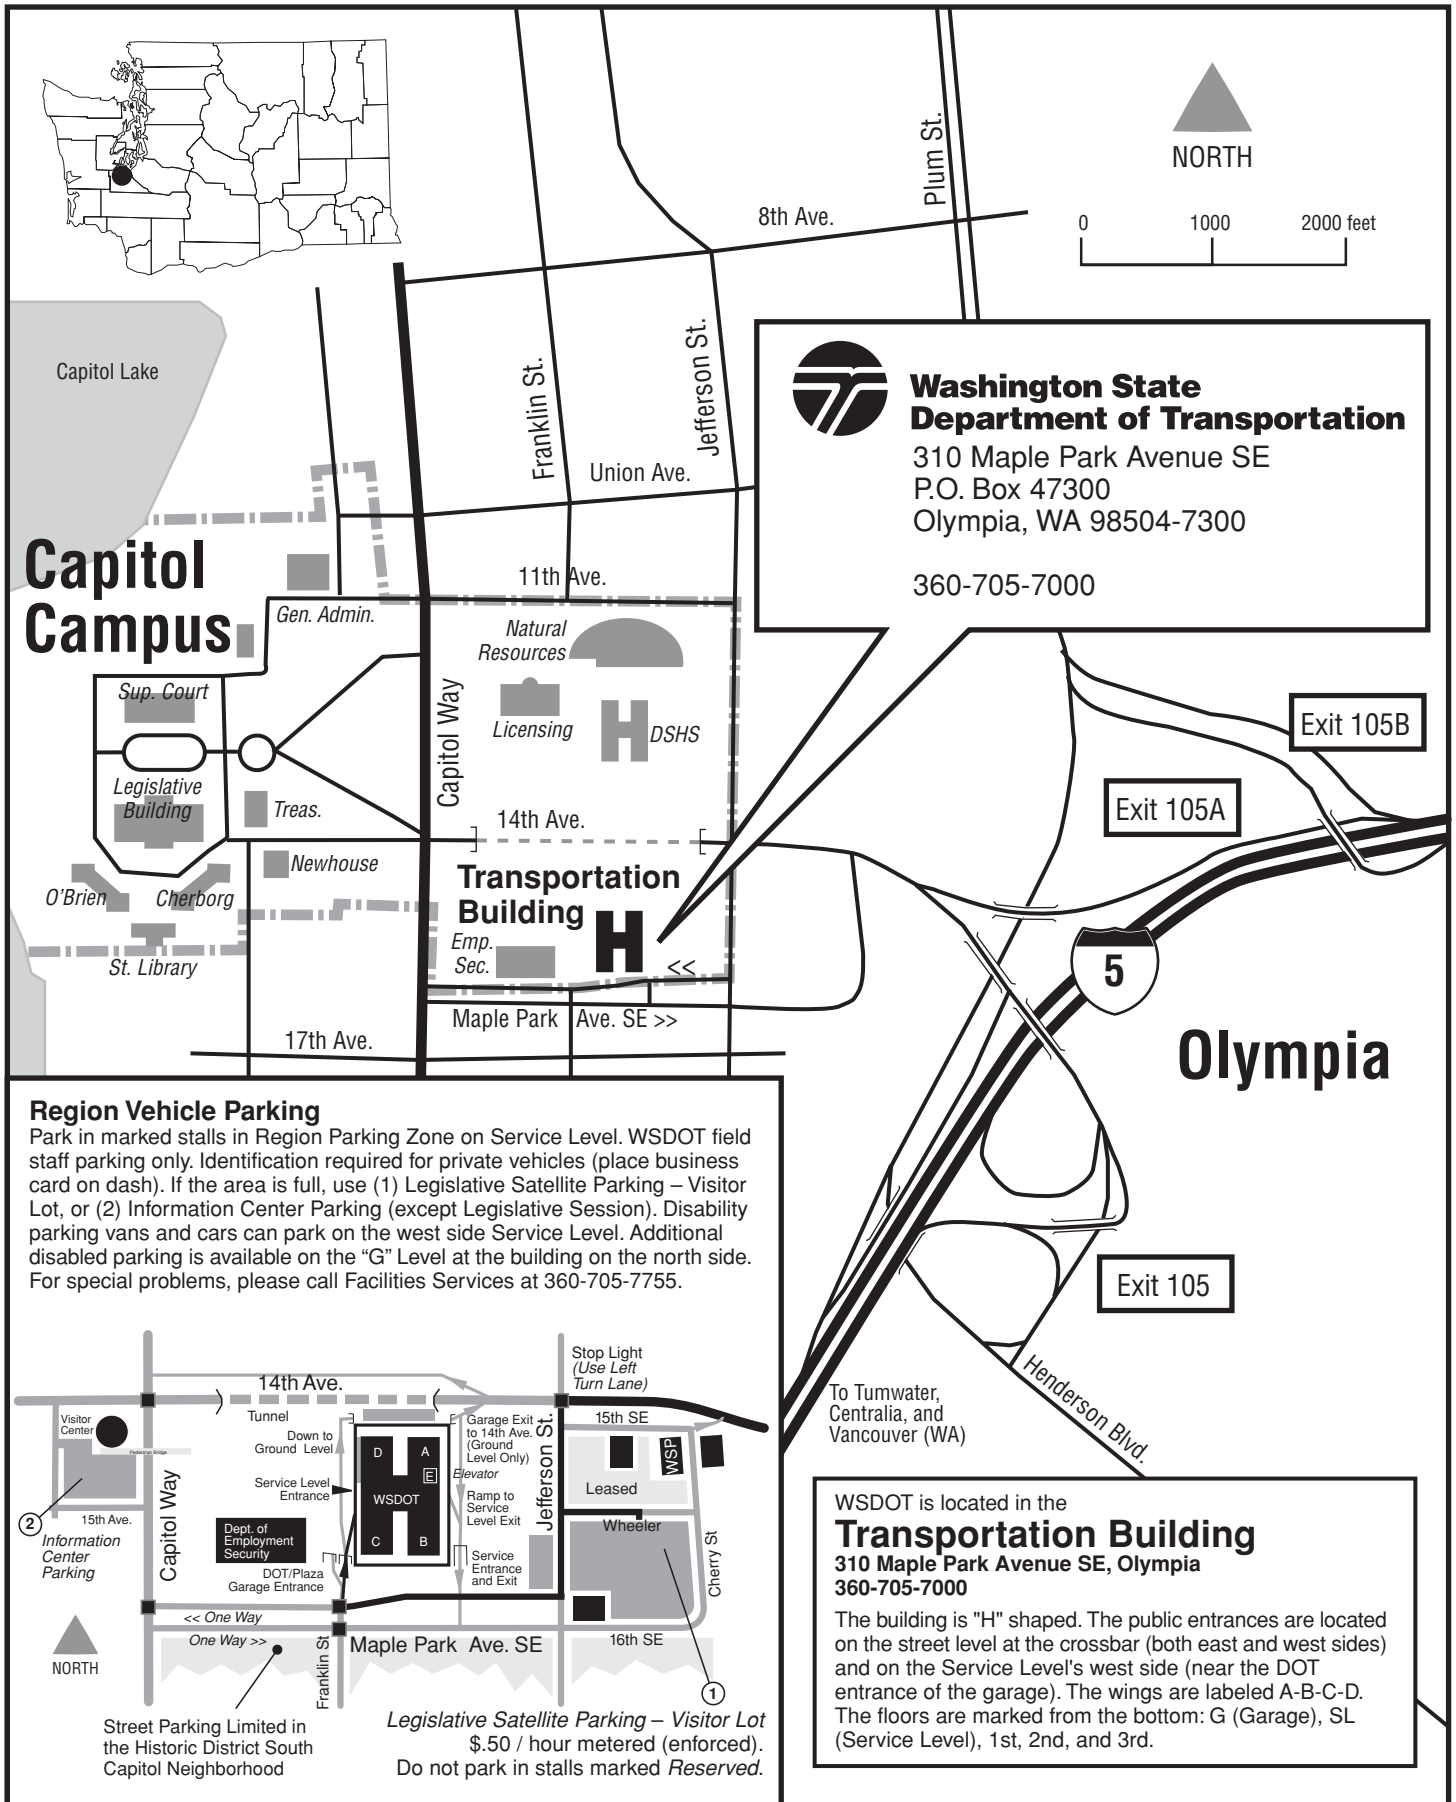 NORTH
0 1000 2000 feet
Plum St.
8th Ave.
Capitol Lake
Franklin St.
Jefferson St.
Union Ave.
Washington State
Department of Transportation
310 Maple Park Avenue SE
P.O. Box 47300
Olympia, WA 98504-7300
360-705-7000
Capitol
Campus
11th Ave.
Gen. Admin.
Natural
Resources
Sup. Court
Capitol Way
Licensing
DSHS
Exit 105B
Legislative
Building
Treas.
Exit 105A
14th Ave.
Newhouse
Transportation
Building
O'Brien
Cherborg
Emp.
Sec.
<<
St. Library
5
Maple Park Ave. SE >>
17th Ave.
Olympia
Region Vehicle Parking
Park in marked stalls in Region Parking Zone on Service Level. WSDOT field
staff parking only. Identification required for private vehicles (place business
card on dash). If the area is full, use (1) Legislative Satellite Parking – Visitor
Lot, or (2) Information Center Parking (except Legislative Session). Disability
parking vans and cars can park on the west side Service Level. Additional
disabled parking is available on the “G” Level at the building on the north side.
For special problems, please call Facilities Services at 360-705-7755.
Exit 105
Henderson Blvd.
To Tumwater,
Centralia, and
Vancouver (WA)
Stop Light
(Use Left
Turn Lane)
14th Ave.
Tunnel
Visitor
Center
Pedestrian Bridge
Down to
Ground Level
Garage Exit
to 14th Ave.
(Ground
Level Only)
Jefferson St.
15th SE
WSP
D
A
E
Elevator
Service Level
Entrance
WSDOT
Ramp to
Service
Level Exit
Leased
Wheeler
Capitol Way
15th Ave.
2
Information
Center
Parking
Dept. of
Employment
Security
C
B
DOT/Plaza
Garage Entrance
Service
Entrance
and Exit
Cherry St
<< One Way
One Way >>
Franklin St
Maple Park Ave. SE
16th SE
NORTH
1
Street Parking Limited in
the Historic District South
Capitol Neighborhood
Legislative Satellite Parking – Visitor Lot
$.50 / hour metered (enforced).
Do not park in stalls marked Reserved.
WSDOT is located in the
Transportation Building
310 Maple Park Avenue SE, Olympia
360-705-7000
The building is "H" shaped. The public entrances are located
on the street level at the crossbar (both east and west sides)
and on the Service Level's west side (near the DOT
entrance of the garage). The wings are labeled A-B-C-D.
The floors are marked from the bottom: G (Garage), SL
(Service Level), 1st, 2nd, and 3rd.